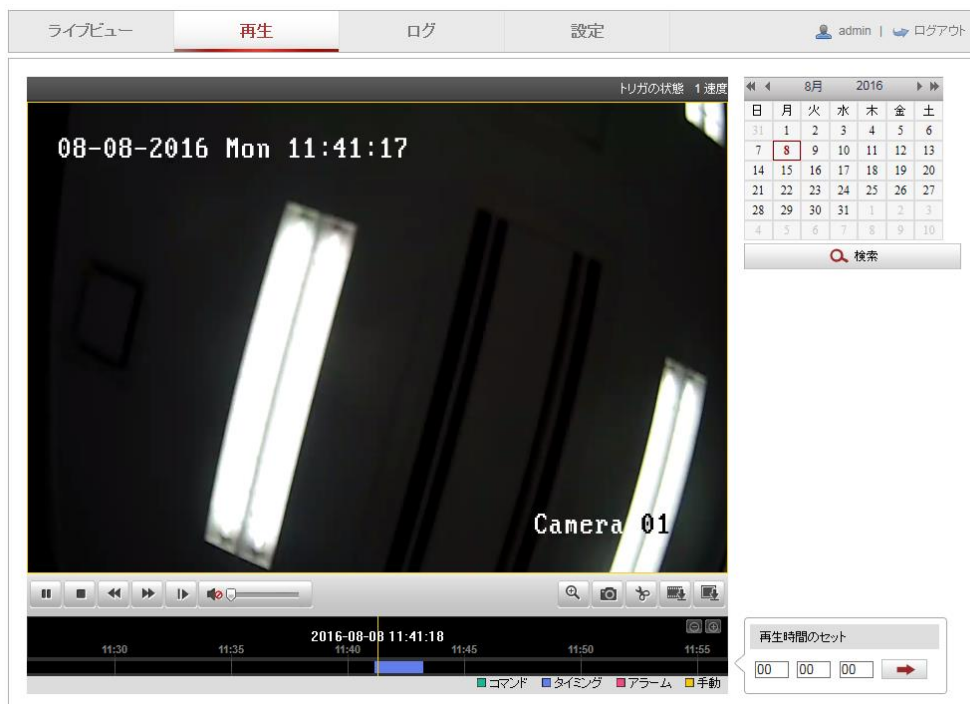 ライブビュー 再生 ログ 設定 admin | ログアウト
トリガの状態 1 速度
8月 2016
日 月 火 水 木 金 土
31 1 2 3 4 5 6
7 8 9 10 11 12 13
14 15 16 17 18 19 20
21 22 23 24 25 26 27
28 29 30 31 1 2 3
4 5 6 7 8 9 10
検索
08-08-2016 Mon 11:41:17
Camera 01
2016-08-08 11:41:18
11:30 11:35 11:40 11:45 11:50 11:55
コマンド タイミング アラーム 手動
再生時間のセット
00 00 00